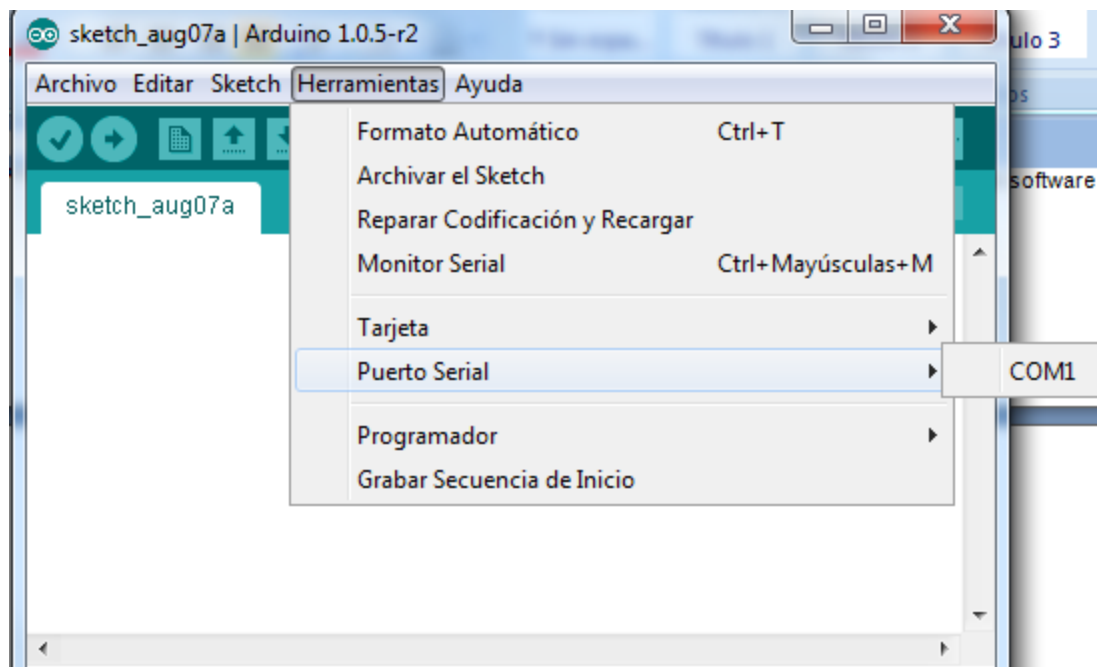 sketch_aug07a | Arduino 1.0.5-r2
ulo 3
Archivo Editar Sketch Herramientas Ayuda
os
Formato Automático Ctrl+T
Archivar el Sketch
software
sketch_aug07a
Reparar Codificación y Recargar
Monitor Serial Ctrl+Mayúsculas+M
Tarjeta
Puerto Serial
COM1
Programador
Grabar Secuencia de Inicio